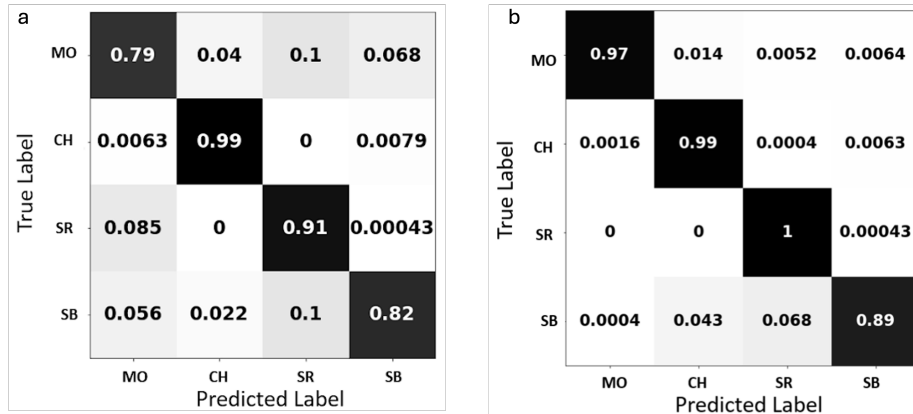 a
True Label
MO 0.79 0.04 0.1 0.068
CH 0.0063 0.99 0 0.0079
SR 0.085 0 0.91 0.00043
SB 0.056 0.022 0.1 0.82
MO CH SR SB
Predicted Label
b
True Label
MO 0.97 0.014 0.0052 0.0064
CH 0.0016 0.99 0.0004 0.0063
SR 0 0 1 0.00043
SB 0.0004 0.043 0.068 0.89
MO CH SR SB
Predicted Label